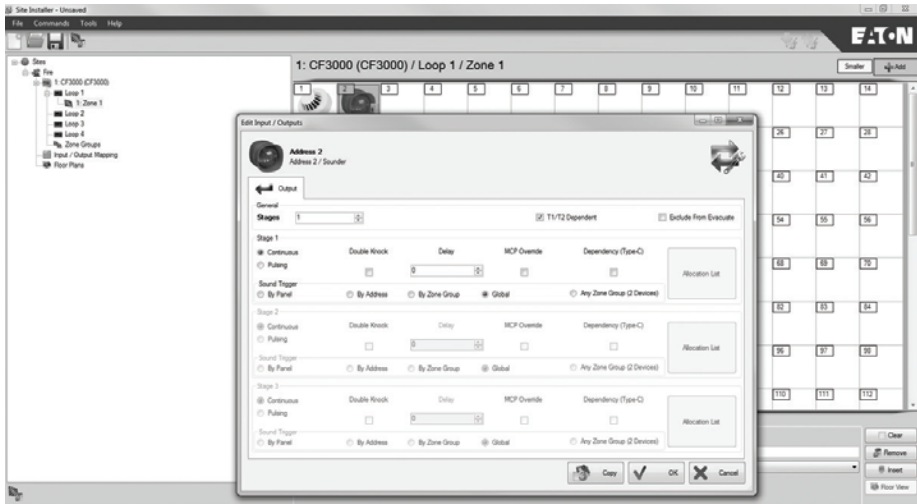 Site Installer - Unsaved
File Commands Tools Help
EATON
Sites
Fire
1: CF3000 (CF3000)
Loop 1
1: Zone 1
Loop 2
Loop 3
Loop 4
Zone Groups
Input / Output Mapping
Floor Plans
1: CF3000 (CF3000) / Loop 1 / Zone 1
Smaller Add
1 2 3 4 5 6 7 8 9 10 11 12 13 14
26 27 28
40 41 42
54 55 56
68 69 70
82 83 84
96 97 98
110 111 112
Edit Input / Outputs
Address 2
Address 2 / Sounder
Output
General
Stages 1 T1/T2 Dependent Exclude From Evacuate
Stage 1
Continuous Double Knock Delay MCP Override Dependency (Type-C)
Pulsing 0 Allocation List
Sound Trigger
By Panel By Address By Zone Group Global Any Zone Group (2 Devices)
Stage 2
Continuous Double Knock Delay MCP Override Dependency (Type-C)
Pulsing 0 Allocation List
Sound Trigger
By Panel By Address By Zone Group Global Any Zone Group (2 Devices)
Stage 3
Continuous Double Knock Delay MCP Override Dependency (Type-C)
Pulsing 0 Allocation List
Sound Trigger
By Panel By Address By Zone Group Global Any Zone Group (2 Devices)
Copy OK Cancel
Clear
Remove
Insert
Floor View